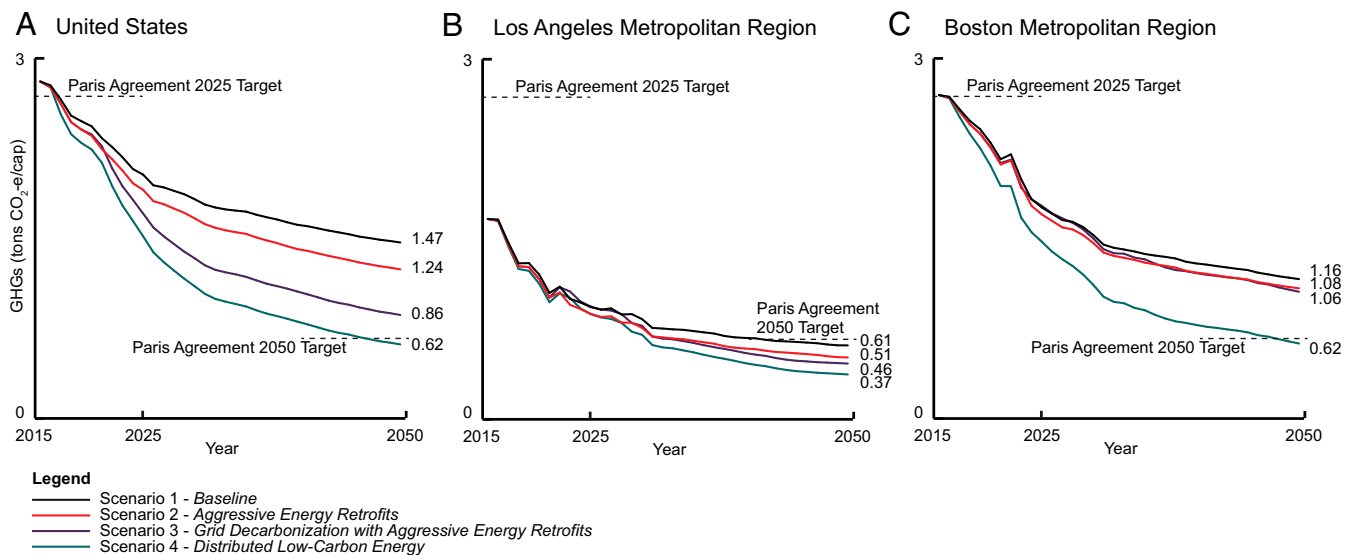 A United States
3
Paris Agreement 2025 Target
GHGs (tons CO2-e/cap)
1.47
1.24
0.86
Paris Agreement 2050 Target
0.62
0
2015
2025
2050
Year
B Los Angeles Metropolitan Region
3
Paris Agreement 2025 Target
Paris Agreement
2050 Target
0.61
0.51
0.46
0.37
0
2015
2025
2050
Year
C Boston Metropolitan Region
3
Paris Agreement 2025 Target
1.16
1.08
1.06
Paris Agreement 2050 Target
0.62
0
2015
2025
2050
Year
Legend
Scenario 1 - Baseline
Scenario 2 - Aggressive Energy Retrofits
Scenario 3 - Grid Decarbonization with Aggressive Energy Retrofits
Scenario 4 - Distributed Low-Carbon Energy